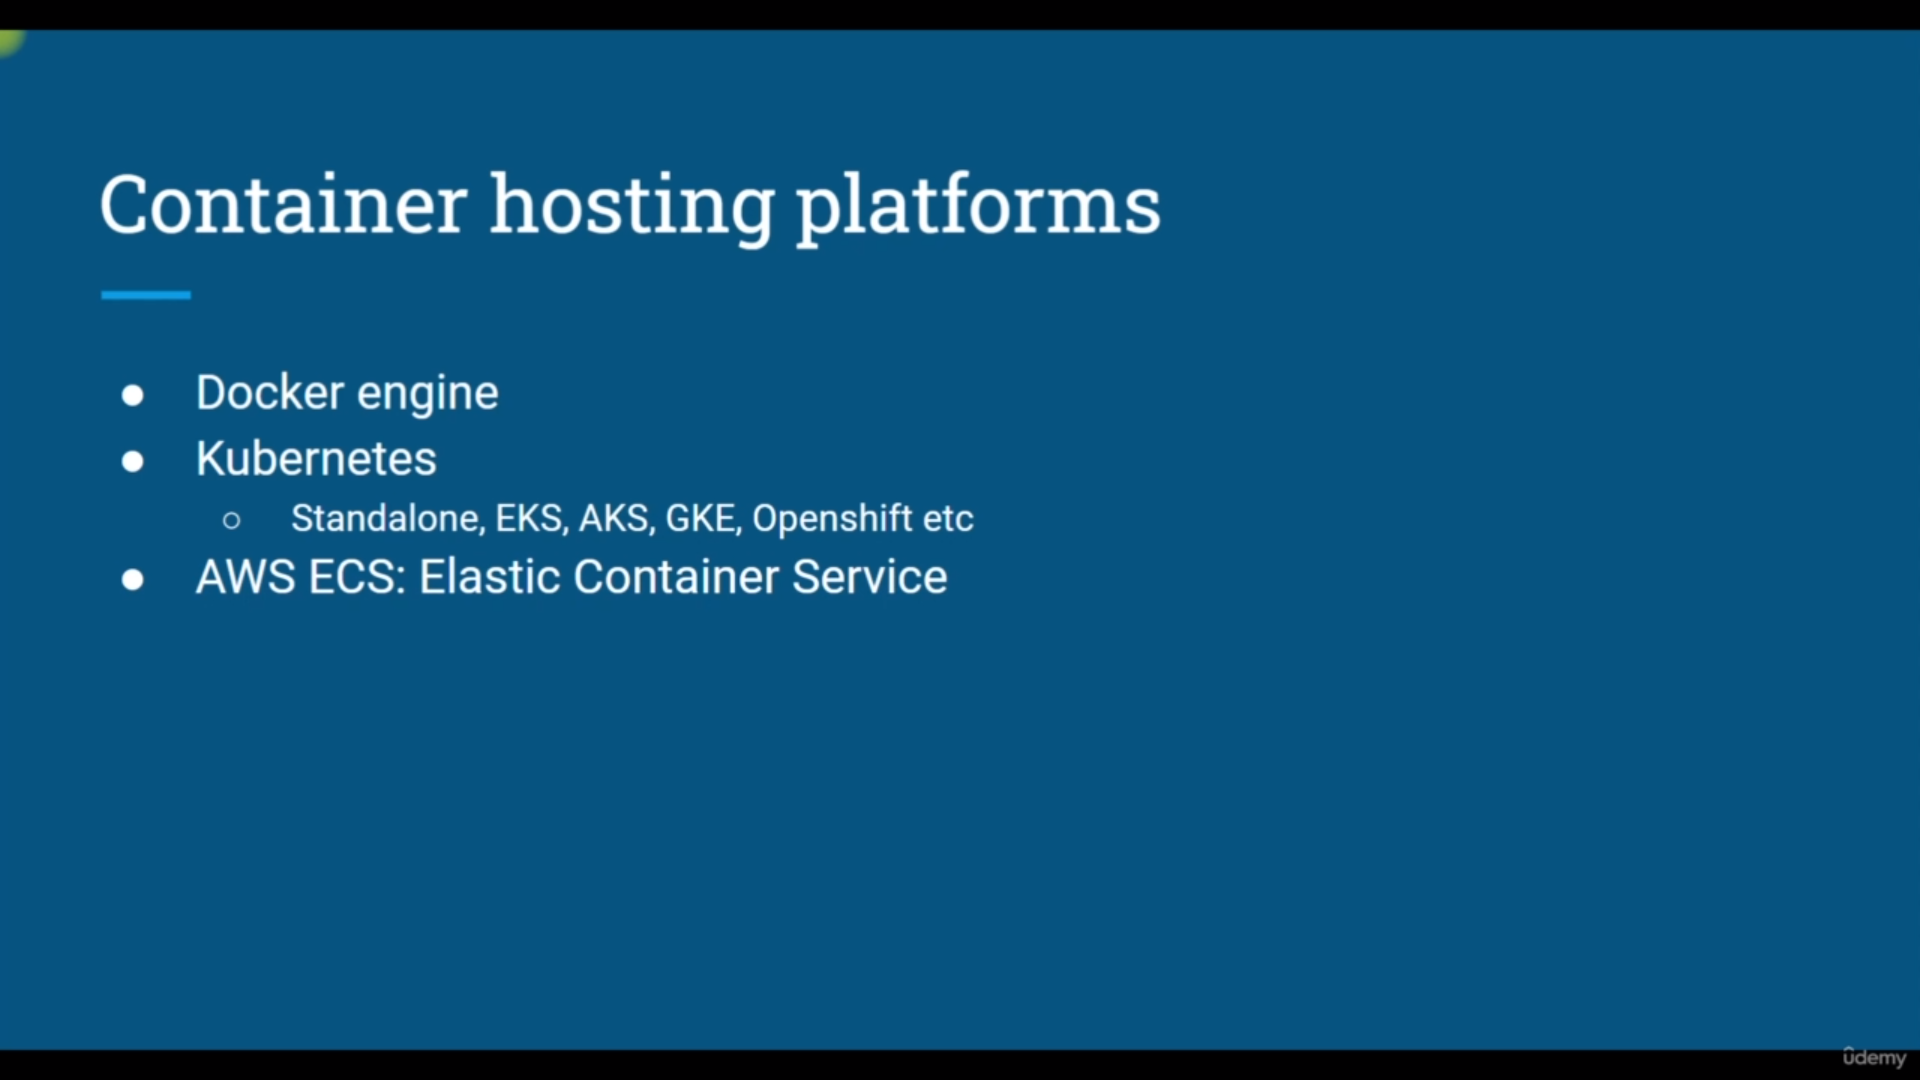 Container hosting platforms
● Docker engine
● Kubernetes
○ Standalone, EKS, AKS, GKE, Openshift etc
● AWS ECS: Elastic Container Service
ûdemy